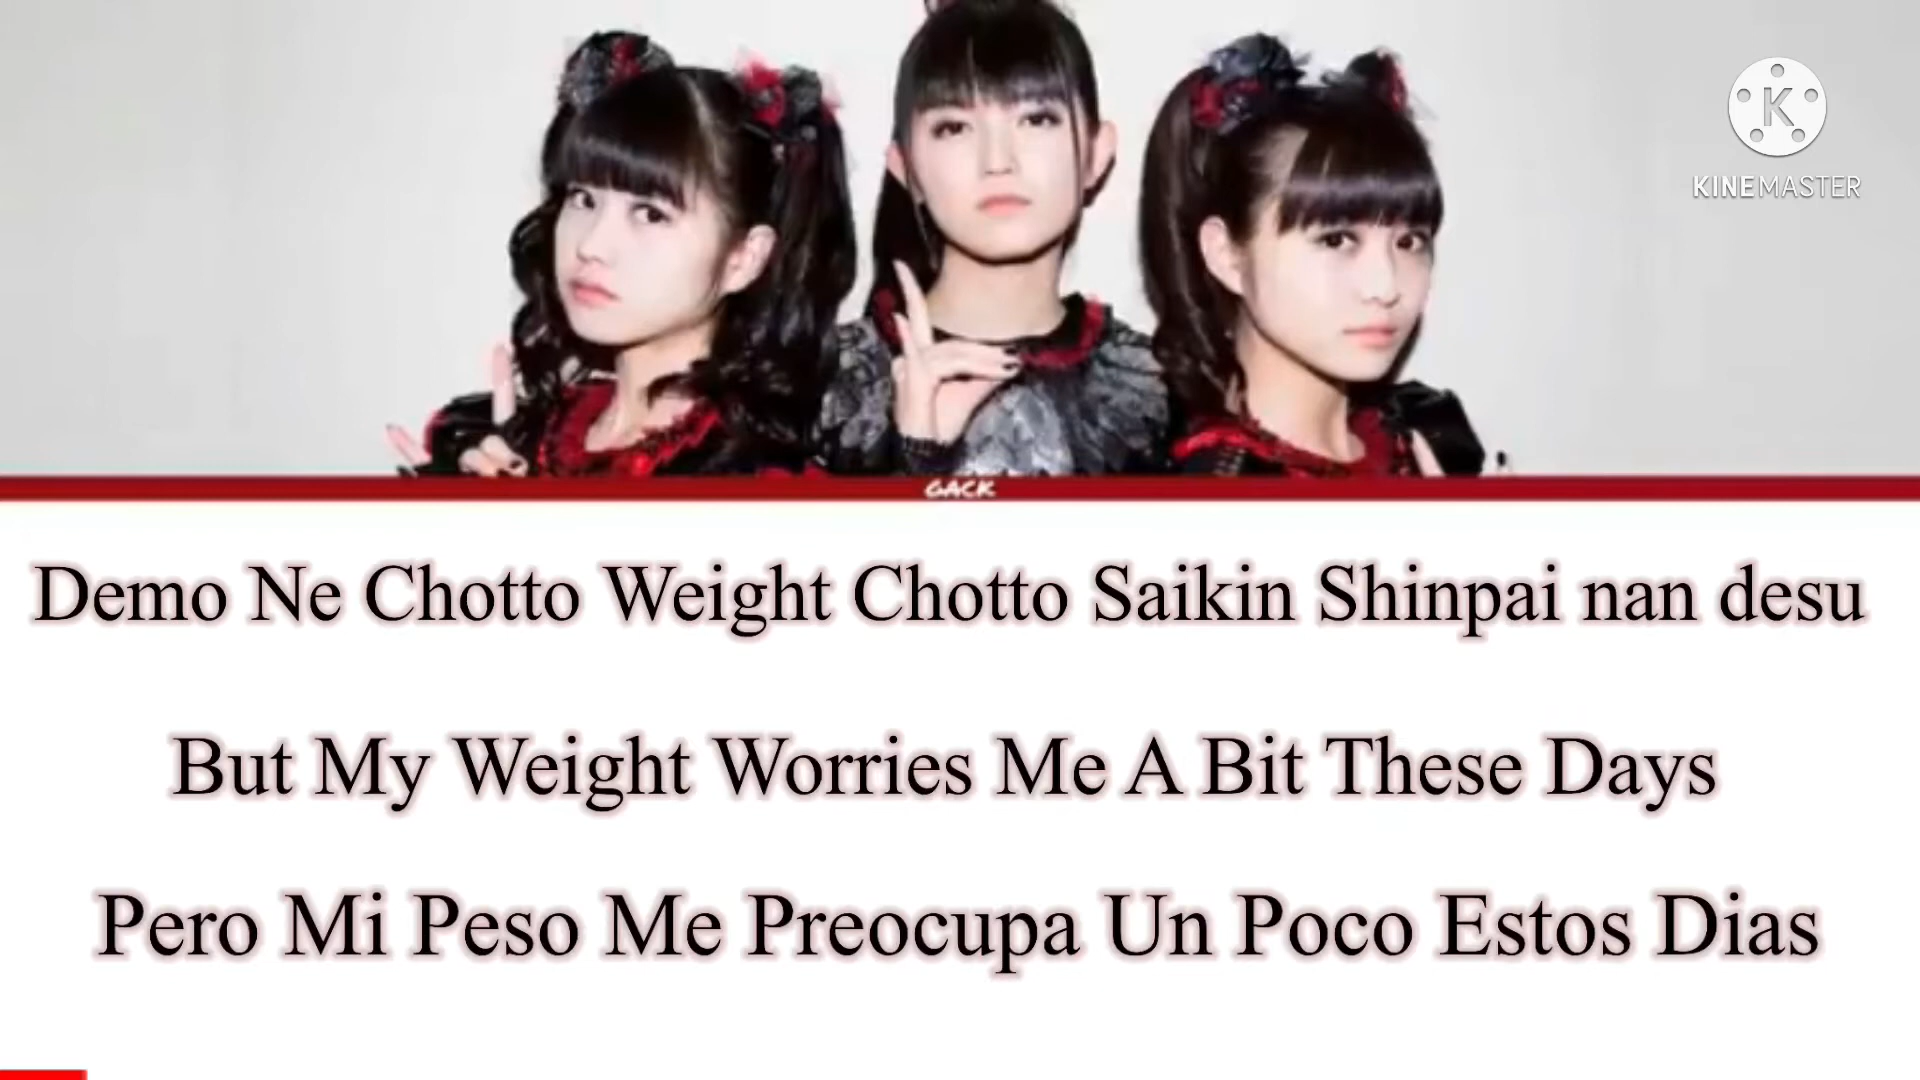 K
KINEMASTER
GACK
Demo Ne Chotto Weight Chotto Saikin Shinpai nan desu
But My Weight Worries Me A Bit These Days
Pero Mi Peso Me Preocupa Un Poco Estos Dias